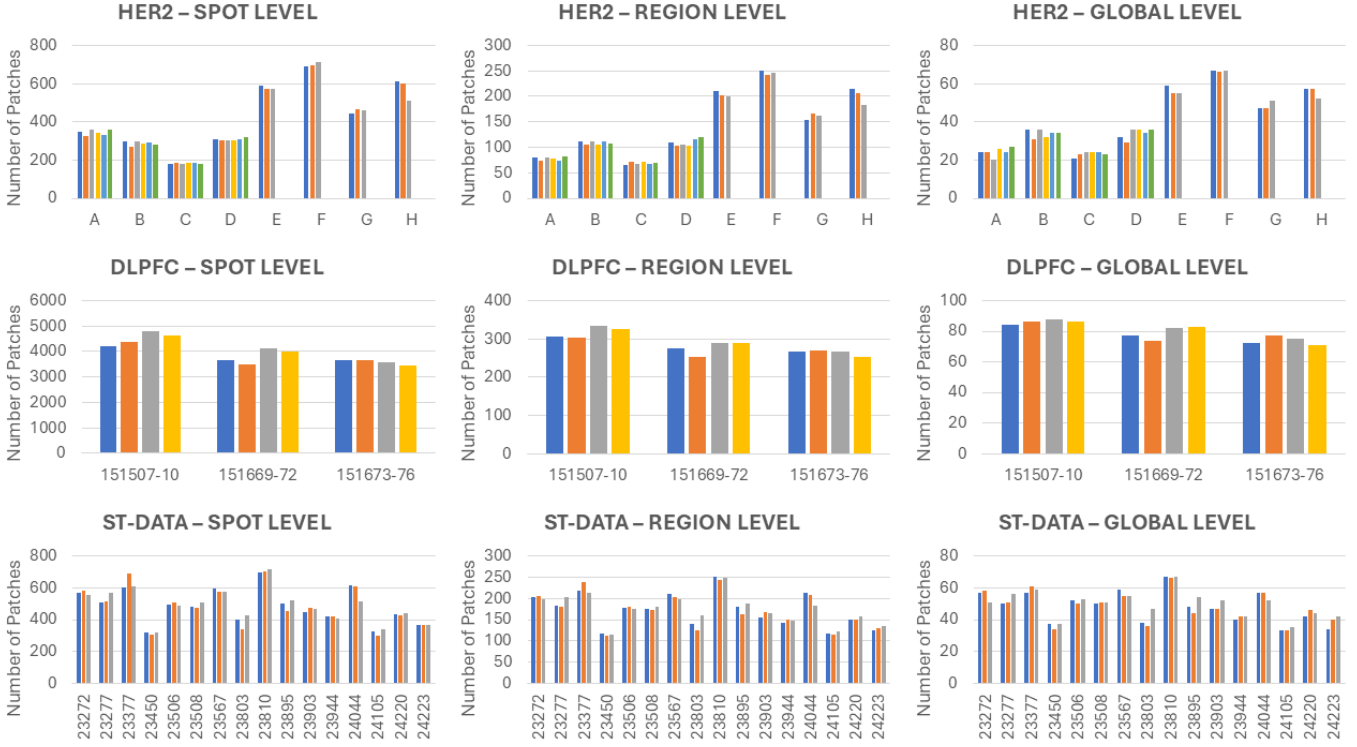 HER2 – SPOT LEVEL
Number of Patches
800
600
400
200
0
A B C D E F G H
HER2 – REGION LEVEL
Number of Patches
300
250
200
150
100
50
0
A B C D E F G H
HER2 – GLOBAL LEVEL
Number of Patches
80
60
40
20
0
A B C D E F G H
DLPFC – SPOT LEVEL
Number of Patches
6000
5000
4000
3000
2000
1000
0
151507-10 151669-72 151673-76
DLPFC – REGION LEVEL
Number of Patches
400
300
200
100
0
151507-10 151669-72 151673-76
DLPFC – GLOBAL LEVEL
Number of Patches
100
80
60
40
20
0
151507-10 151669-72 151673-76
ST-DATA – SPOT LEVEL
Number of Patches
800
600
400
200
0
23272 23277 23377 23450 23506 23508 23567 23803 23810 23895 23903 23944 24044 24105 24220 24223
ST-DATA – REGION LEVEL
Number of Patches
300
250
200
150
100
50
0
23272 23277 23377 23450 23506 23508 23567 23803 23810 23895 23903 23944 24044 24105 24220 24223
ST-DATA – GLOBAL LEVEL
Number of Patches
80
60
40
20
0
23272 23277 23377 23450 23506 23508 23567 23803 23810 23895 23903 23944 24044 24105 24220 24223